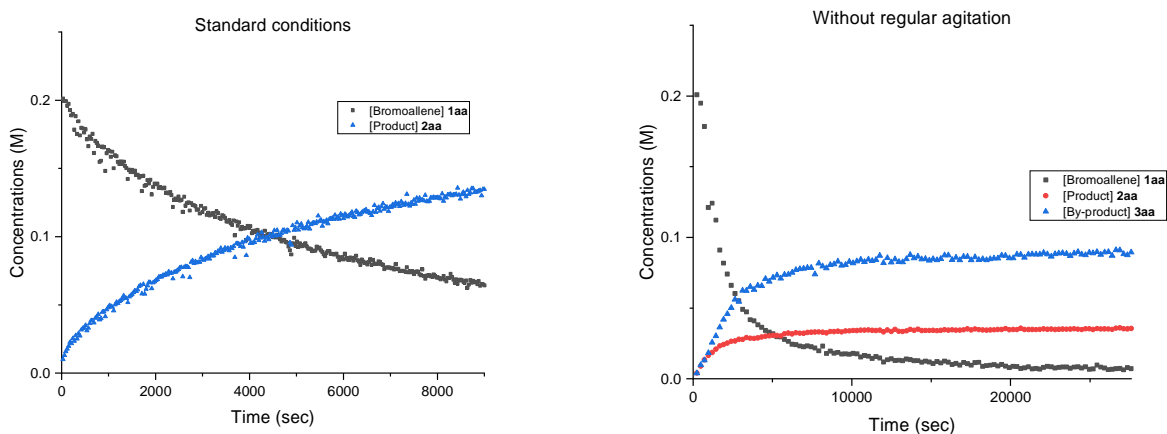 Standard conditions
0.2
0.1
0.0
Concentrations (M)
[Bromoallene] 1aa
[Product] 2aa
0
2000
4000
6000
8000
Time (sec)
Without regular agitation
0.2
0.1
0.0
Concentrations (M)
[Bromoallene] 1aa
[Product] 2aa
[By-product] 3aa
0
10000
20000
Time (sec)